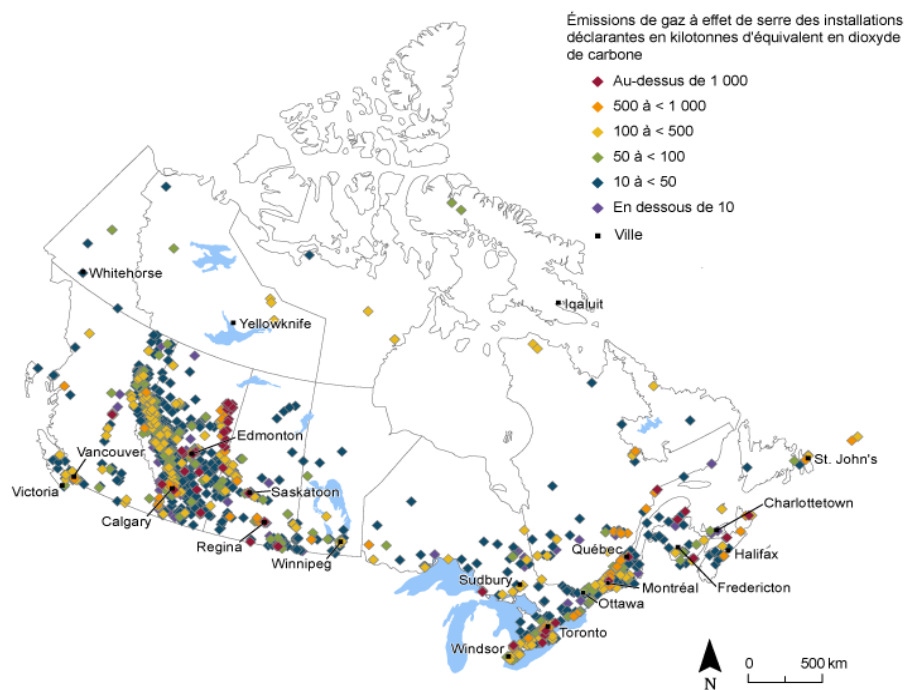 Émissions de gaz à effet de serre des installations
déclarantes en kilotonnes d'équivalent en dioxyde
de carbone
Au-dessus de 1 000
500 à < 1 000
100 à < 500
50 à < 100
10 à < 50
En dessous de 10
Ville
Whitehorse
Iqaluit
Yellowknife
Edmonton
Vancouver
St. John's
Victoria
Saskatoon
Charlottetown
Calgary
Regina
Québec
Halifax
Winnipeg
Sudbury
Montréal
Fredericton
Ottawa
Toronto
Windsor
0 500 km
N